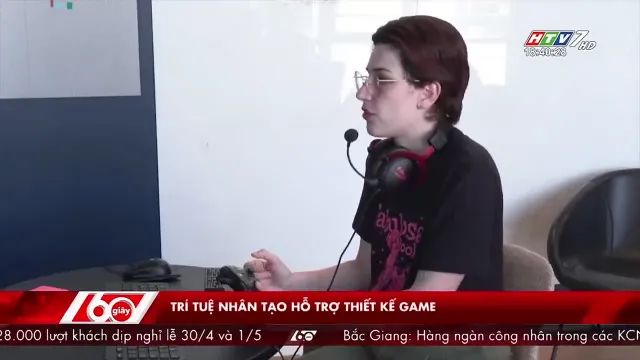 HTV7 HD
18:40:28
60 giây
TRÍ TUỆ NHÂN TẠO HỖ TRỢ THIẾT KẾ GAME
28.000 lượt khách dịp nghỉ lễ 30/4 và 1/5 60 Bắc Giang: Hàng ngàn công nhân trong các KCN